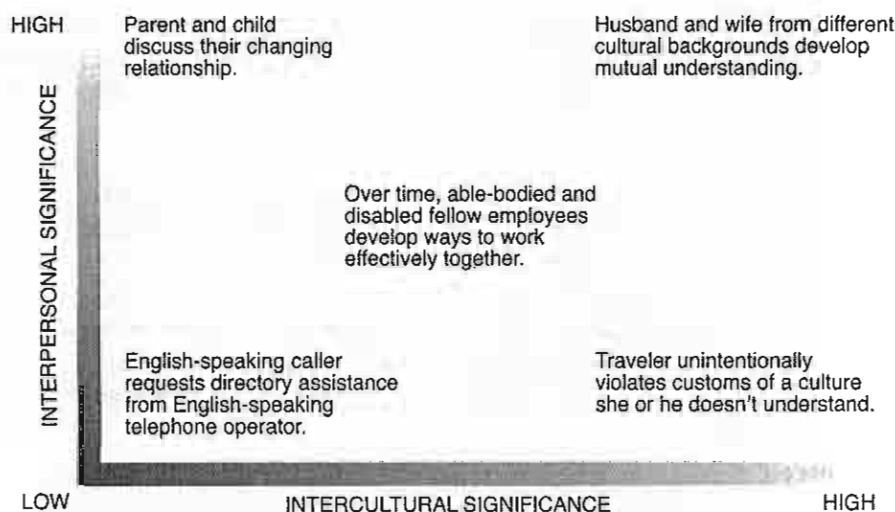 HIGH
Parent and child
discuss their changing
relationship.
Husband and wife from different
cultural backgrounds develop
mutual understanding.
INTERPERSONAL SIGNIFICANCE
Over time, able-bodied and
disabled fellow employees
develop ways to work
effectively together.
English-speaking caller
requests directory assistance
from English-speaking
telephone operator.
Traveler unintentionally
violates customs of a culture
she or he doesn't understand.
LOW
INTERCULTURAL SIGNIFICANCE
HIGH